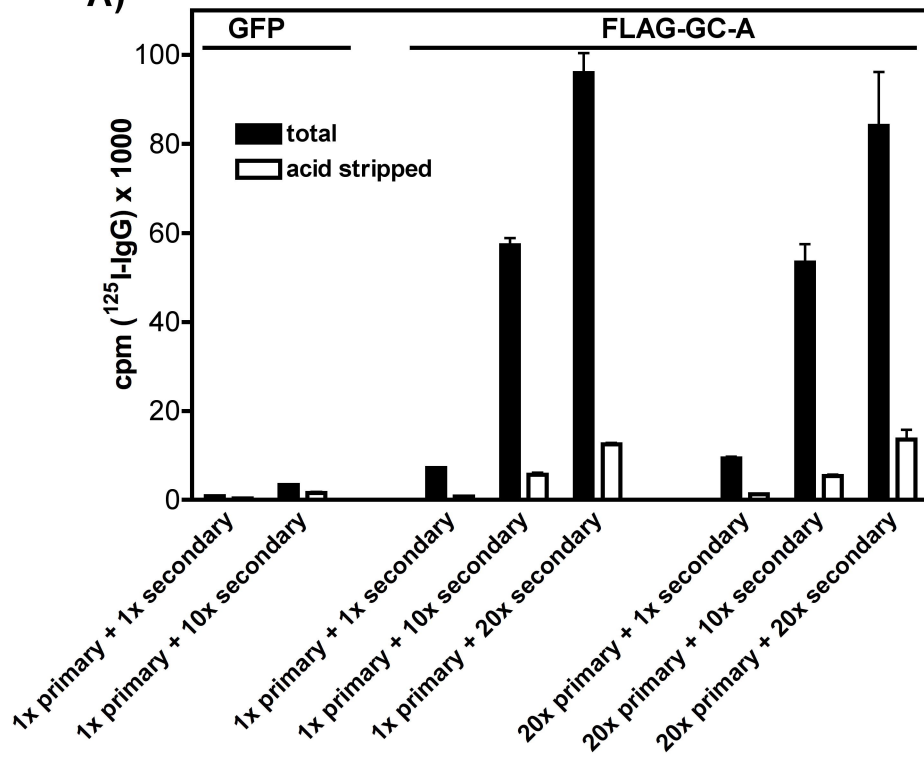 A)
GFP
FLAG-GC-A
100
80
60
40
20
0
cpm (125I-IgG) x 1000
total
acid stripped
1x primary + 1x secondary
1x primary + 10x secondary
1x primary + 1x secondary
1x primary + 10x secondary
1x primary + 20x secondary
20x primary + 1x secondary
20x primary + 10x secondary
20x primary + 20x secondary